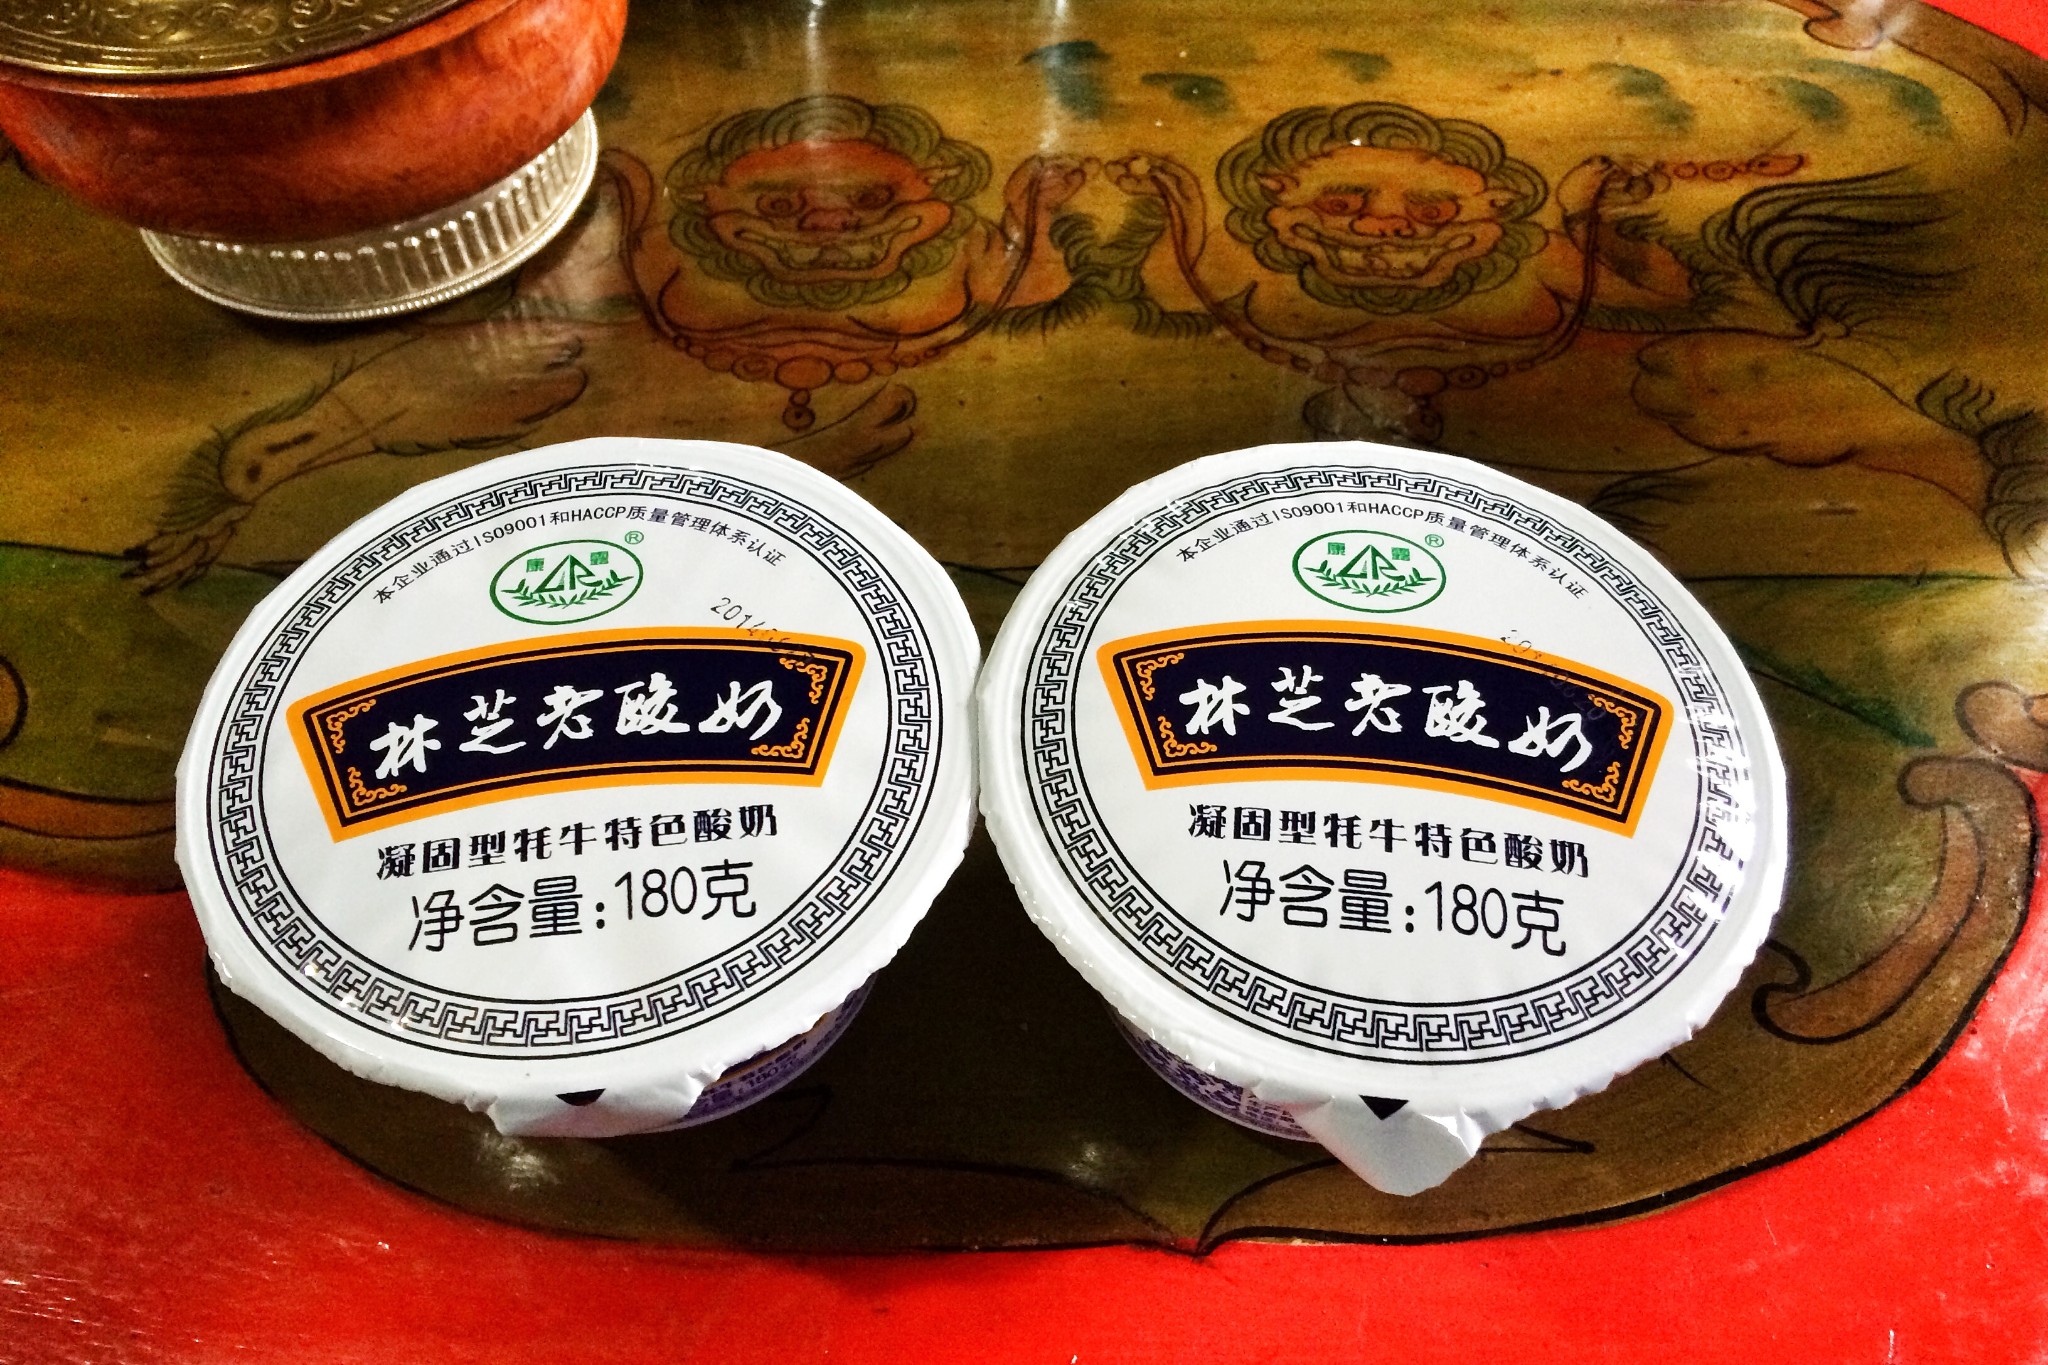 本企业通过ISO9001和HACCP质量管理体系认证
康 露 ®
林芝老酸奶
凝固型牦牛特色酸奶
净含量:180克
本企业通过ISO9001和HACCP质量管理体系认证
康 露 ®
林芝老酸奶
凝固型牦牛特色酸奶
净含量:180克